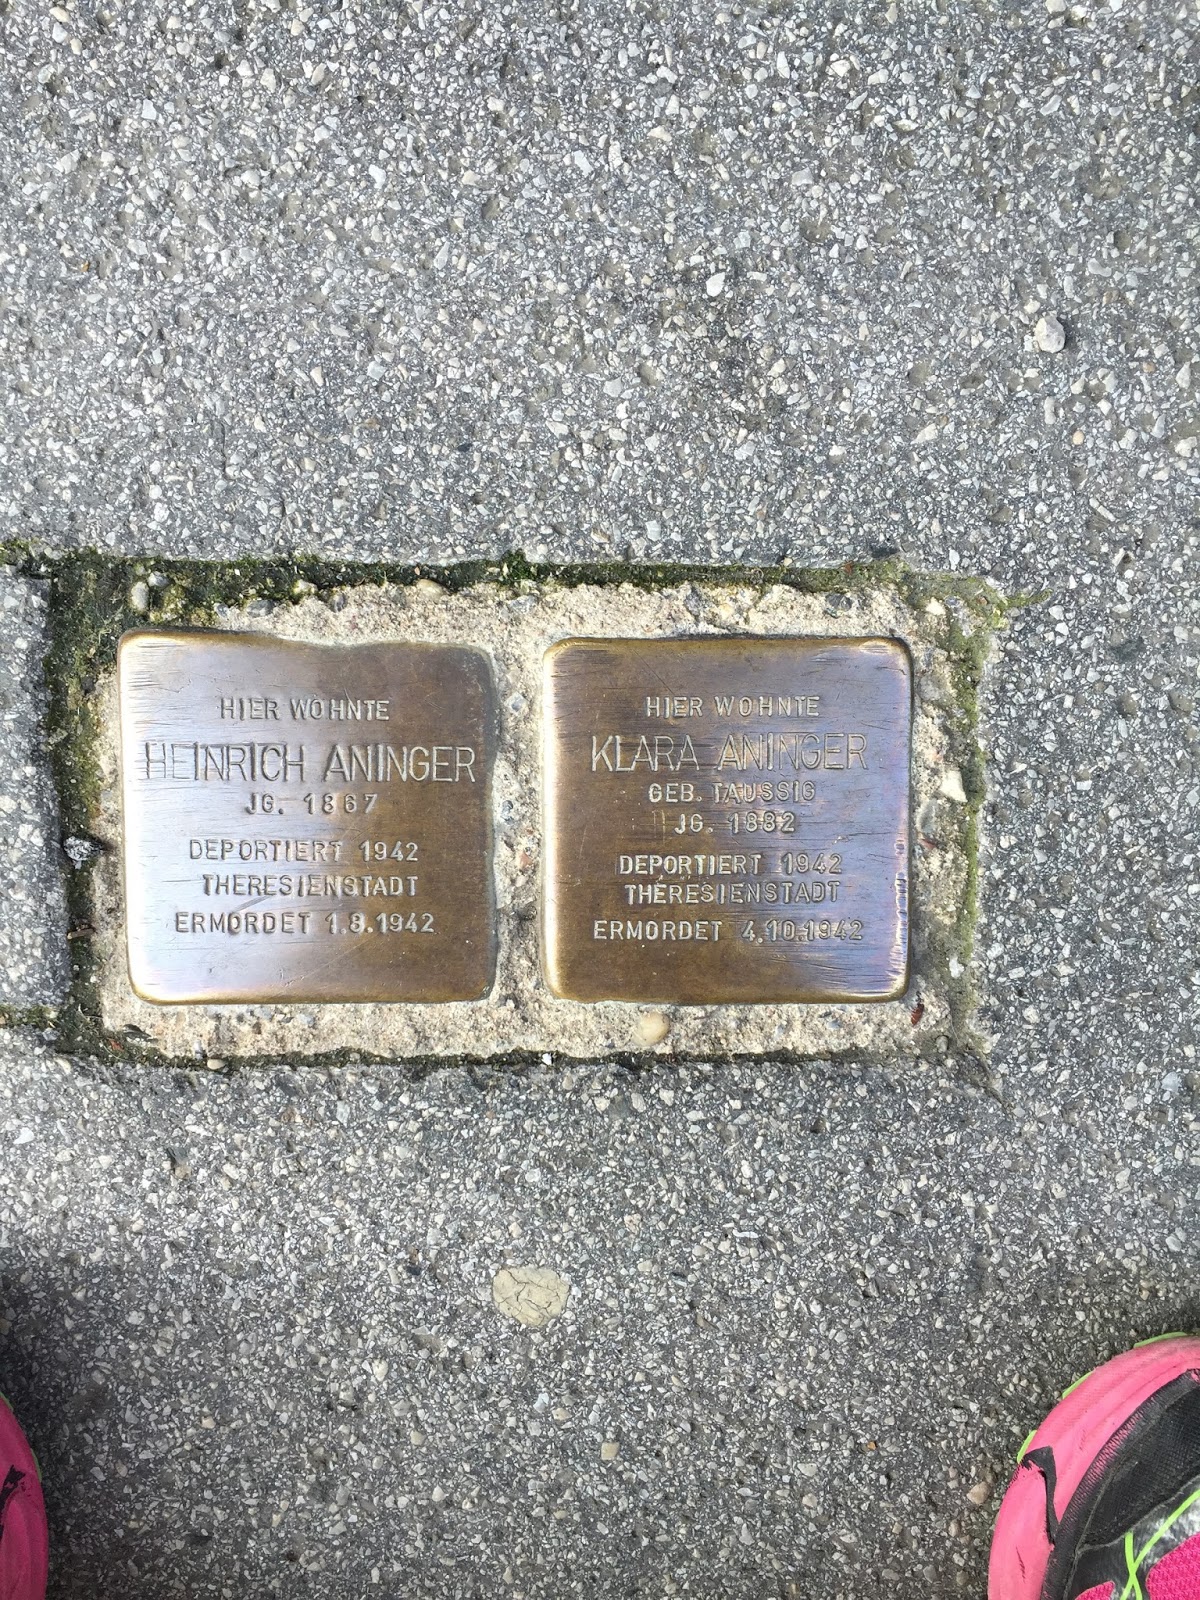 HIER WOHNTE
HEINRICH ANINGER
JG. 1867
DEPORTIERT 1942
THERESIENSTADT
ERMORDET 1.8.1942
HIER WOHNTE
KLARA ANINGER
GEB. TAUSSIG
JG. 1882
DEPORTIERT 1942
THERESIENSTADT
ERMORDET 4.10.1942